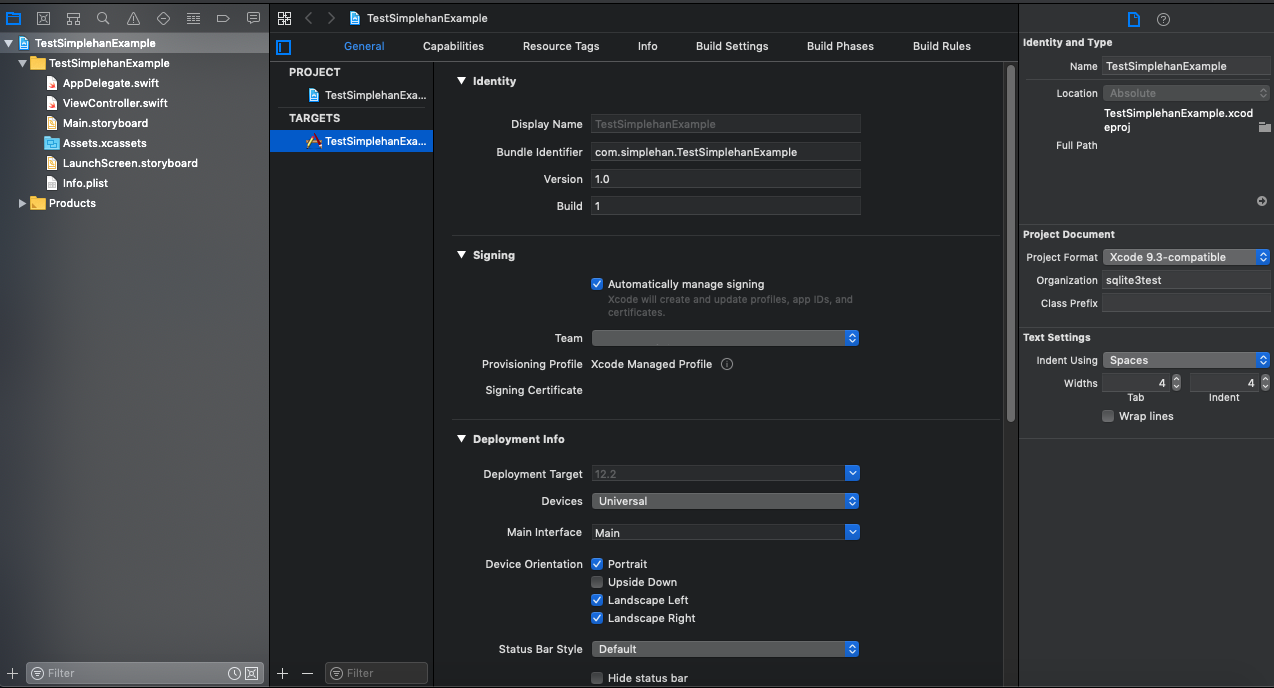 TestSimplehanExample
TestSimplehanExample
AppDelegate.swift
ViewController.swift
Main.storyboard
Assets.xcassets
LaunchScreen.storyboard
Info.plist
Products
Filter
TestSimplehanExample
General Capabilities Resource Tags Info Build Settings Build Phases Build Rules
PROJECT
TestSimplehanExa...
TARGETS
TestSimplehanExa...
Filter
Identity
Display Name TestSimplehanExample
Bundle Identifier com.simplehan.TestSimplehanExample
Version 1.0
Build 1
Signing
Automatically manage signing
Xcode will create and update profiles, app IDs, and
certificates.
Team
Provisioning Profile Xcode Managed Profile
Signing Certificate
Deployment Info
Deployment Target 12.2
Devices Universal
Main Interface Main
Device Orientation Portrait
Upside Down
Landscape Left
Landscape Right
Status Bar Style Default
Hide status bar
Identity and Type
Name TestSimplehanExample
Location Absolute
TestSimplehanExample.xcod
eproj
Full Path
Project Document
Project Format Xcode 9.3-compatible
Organization sqlite3test
Class Prefix
Text Settings
Indent Using Spaces
Widths 4 4
Tab Indent
Wrap lines